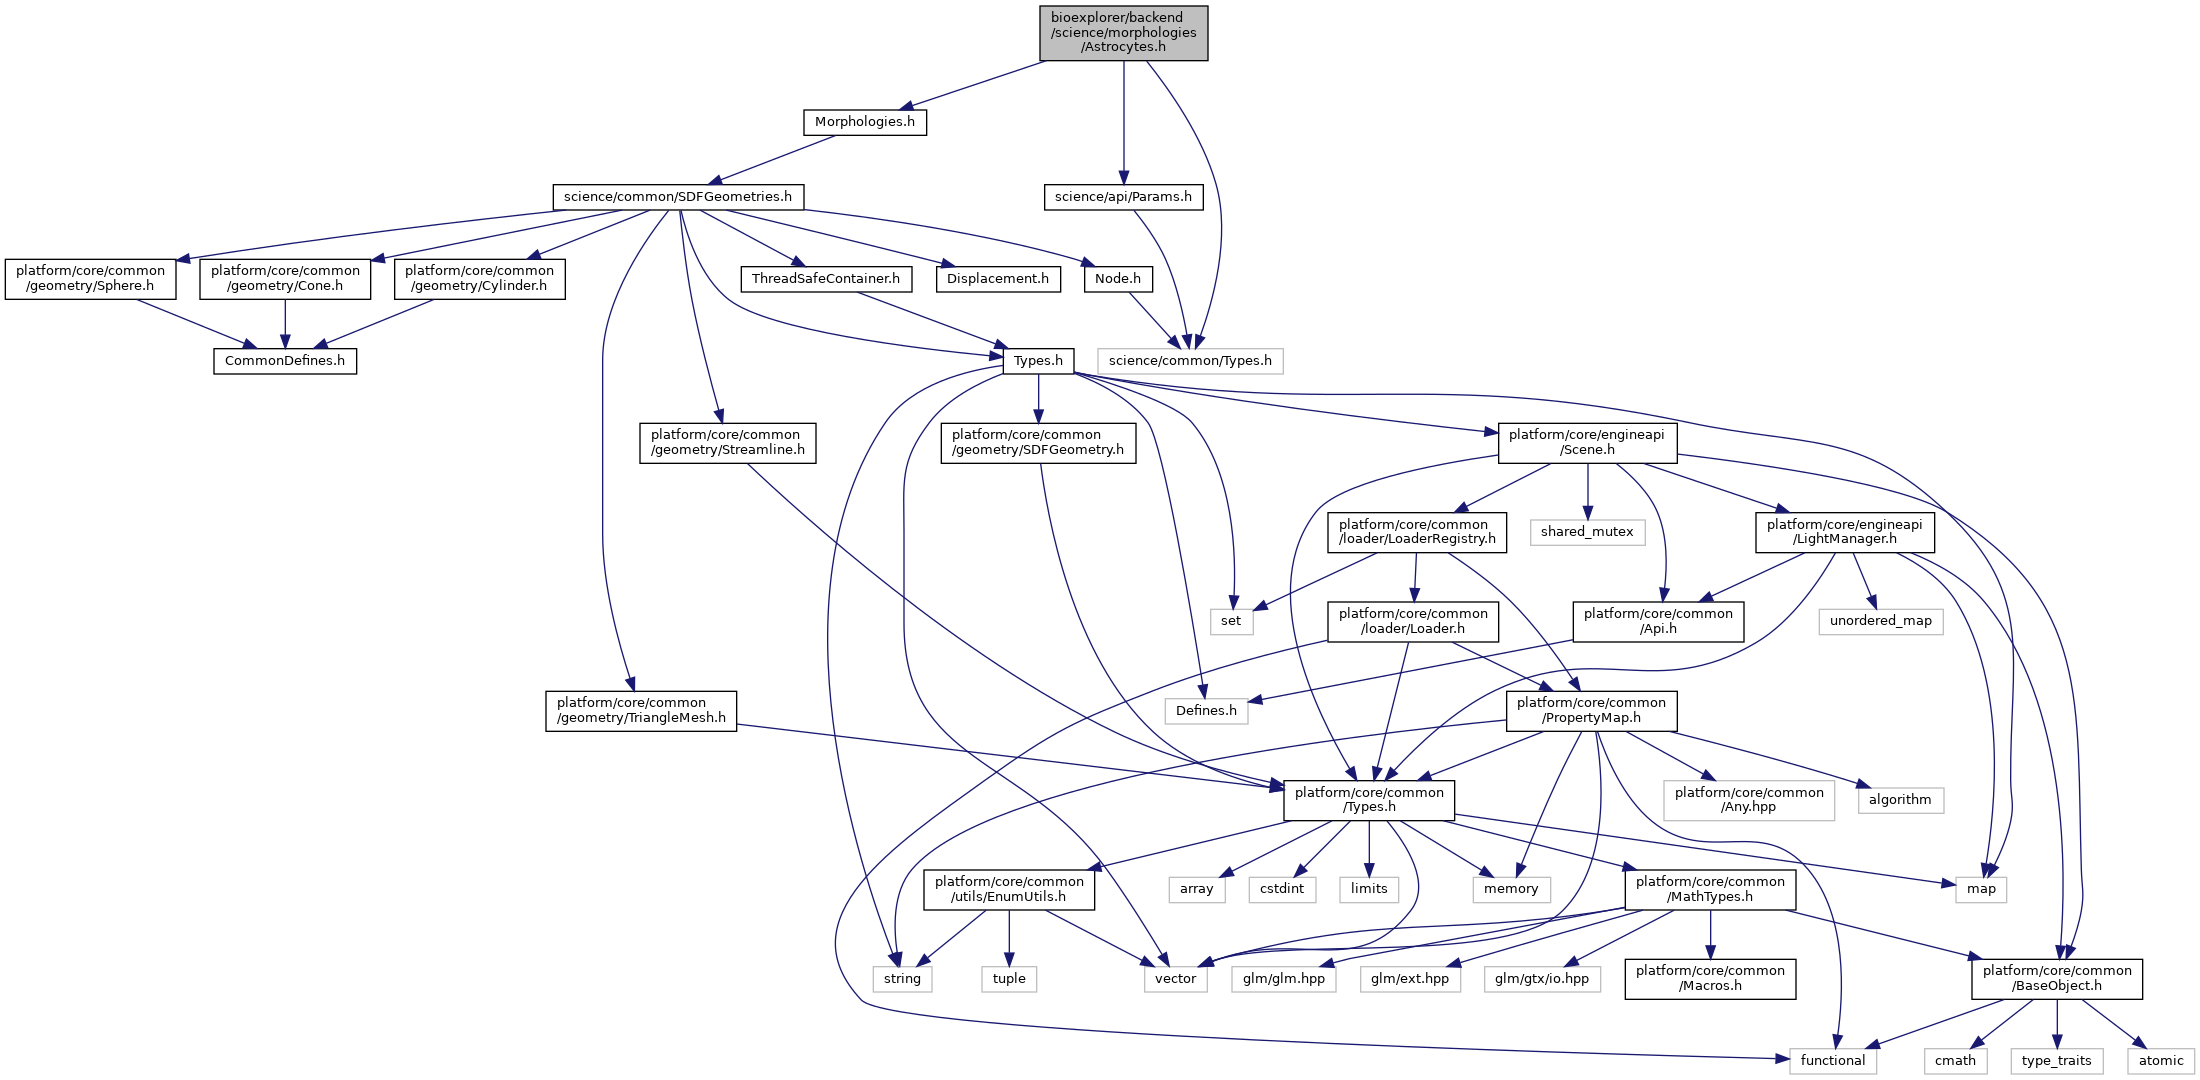 bioexplorer/backend
/science/morphologies
/Astrocytes.h
Morphologies.h
science/common/SDFGeometries.h
science/api/Params.h
platform/core/common
/geometry/Sphere.h
platform/core/common
/geometry/Cone.h
platform/core/common
/geometry/Cylinder.h
ThreadSafeContainer.h
Displacement.h
Node.h
CommonDefines.h
Types.h
science/common/Types.h
platform/core/common
/geometry/Streamline.h
platform/core/common
/geometry/SDFGeometry.h
platform/core/engineapi
/Scene.h
platform/core/common
/loader/LoaderRegistry.h
shared_mutex
platform/core/engineapi
/LightManager.h
set
platform/core/common
/loader/Loader.h
platform/core/common
/Api.h
unordered_map
platform/core/common
/geometry/TriangleMesh.h
Defines.h
platform/core/common
/PropertyMap.h
platform/core/common
/Types.h
platform/core/common
/Any.hpp
algorithm
platform/core/common
/utils/EnumUtils.h
array
cstdint
limits
memory
platform/core/common
/MathTypes.h
map
string
tuple
vector
glm/glm.hpp
glm/ext.hpp
glm/gtx/io.hpp
platform/core/common
/Macros.h
platform/core/common
/BaseObject.h
functional
cmath
type_traits
atomic